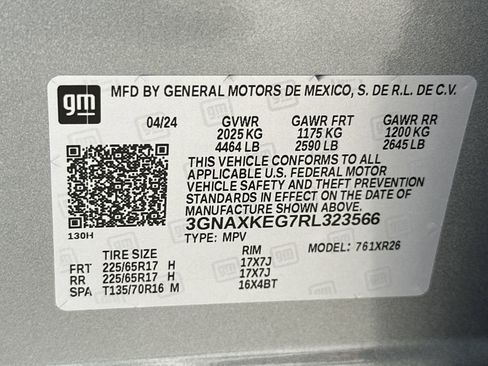 gm MFD BY GENERAL MOTORS DE MEXICO, S. DE R.L. DE C.V.
04/24 GVWR GAWR FRT GAWR RR
2025 KG 1175 KG 1200 KG
4464 LB 2590 LB 2645 LB
THIS VEHICLE CONFORMS TO ALL
APPLICABLE U.S. FEDERAL MOTOR
VEHICLE SAFETY AND THEFT PREVENTION
STANDARDS IN EFFECT ON THE DATE OF
MANUFACTURE SHOWN ABOVE.
3GNAXKEG7RL323566
130H TYPE: MPV MODEL: 761XR26
TIRE SIZE RIM
FRT 225/65R17 H 17X7J
RR 225/65R17 H 17X7J
SPA T135/70R16 M 16X4BT